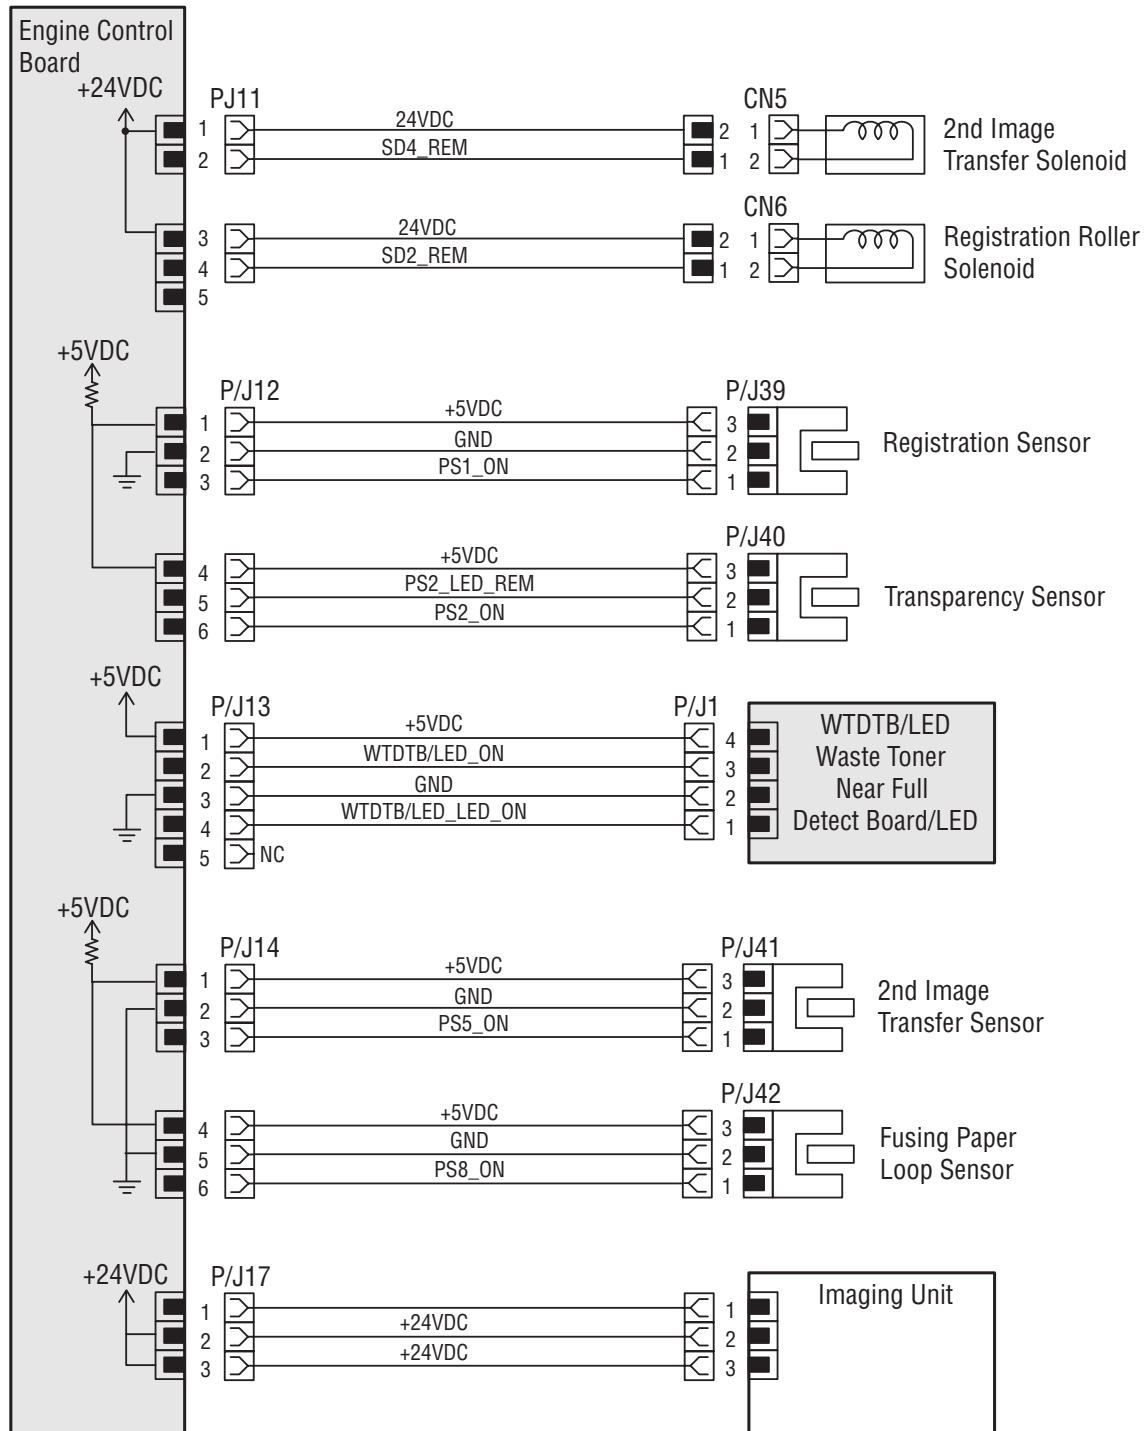 Engine Control
Board
+24VDC
PJ11
CN5
1 24VDC 2 1
2 SD4_REM 1 2
2nd Image
Transfer Solenoid
CN6
3 24VDC 2 1
4 SD2_REM 1 2
5
Registration Roller
Solenoid
+5VDC
P/J12
P/J39
1 +5VDC 3
2 GND 2
3 PS1_ON 1
Registration Sensor
P/J40
4 +5VDC 3
5 PS2_LED_REM 2
6 PS2_ON 1
Transparency Sensor
+5VDC
P/J13
P/J1
1 +5VDC 4
2 WTDTB/LED_ON 3
3 GND 2
4 WTDTB/LED_LED_ON 1
5 NC
WTDTB/LED
Waste Toner
Near Full
Detect Board/LED
+5VDC
P/J14
P/J41
1 +5VDC 3
2 GND 2
3 PS5_ON 1
2nd Image
Transfer Sensor
P/J42
4 +5VDC 3
5 GND 2
6 PS8_ON 1
Fusing Paper
Loop Sensor
+24VDC
P/J17
1 1
2 +24VDC 2
3 +24VDC 3
Imaging Unit